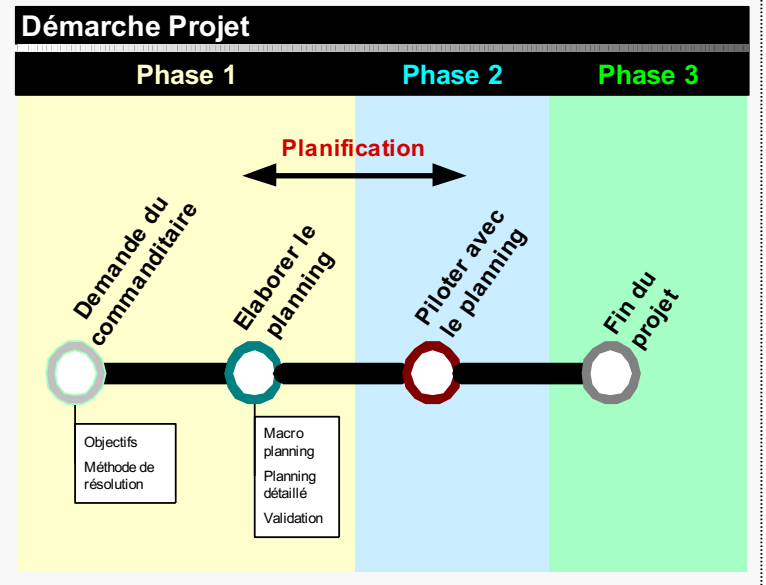 Démarche Projet
Phase 1
Phase 2
Phase 3
Planification
Demande du
commanditaire
Elaborer le
planning
Piloter avec
le planning
Fin du
projet
Objectifs
Méthode de
résolution
Macro
planning
Planning
détaillé
Validation